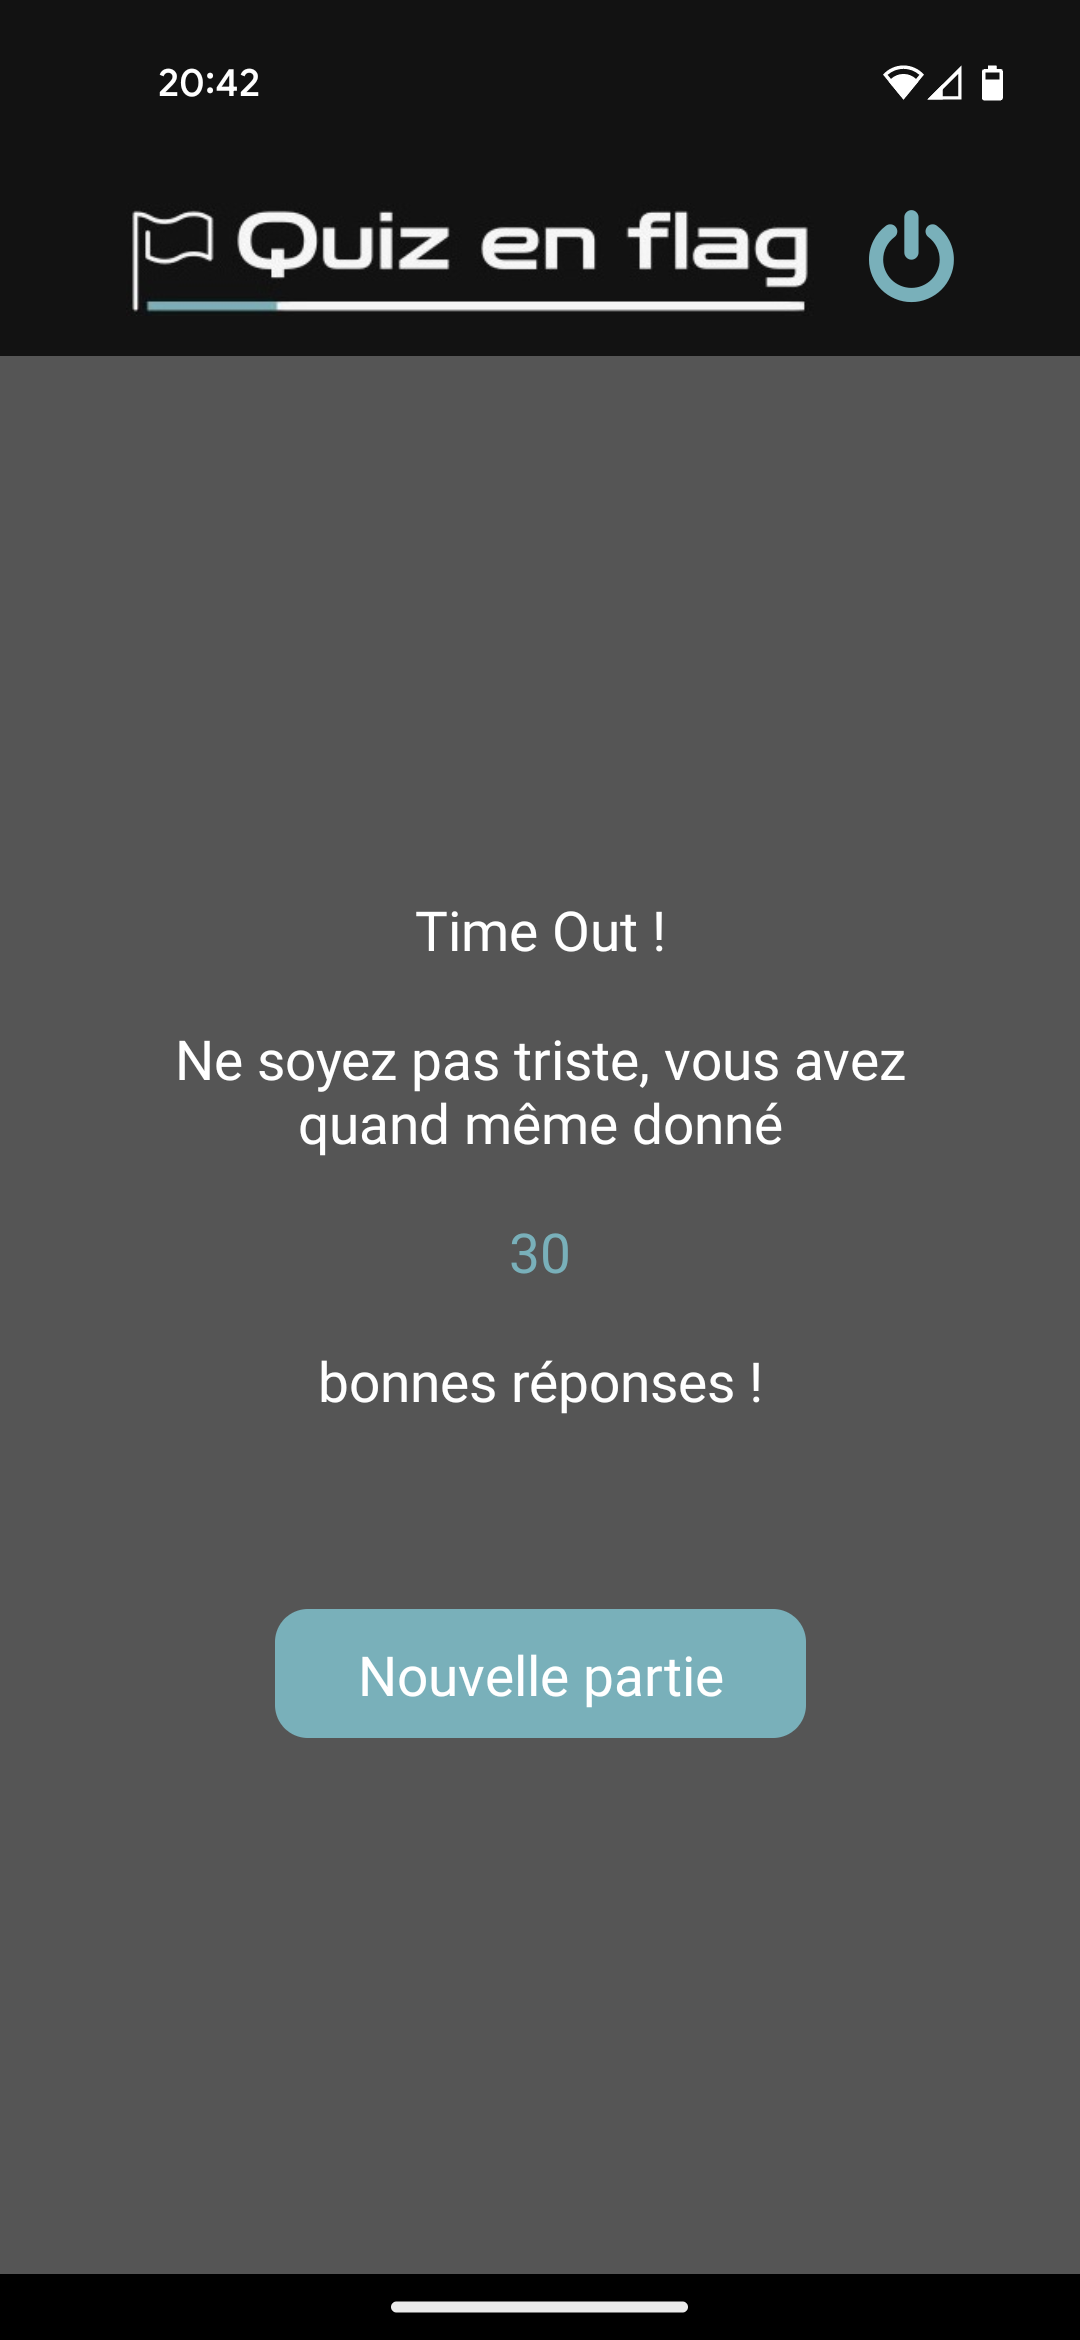 20:42
Quiz en flag
Time Out !
Ne soyez pas triste, vous avez
quand même donné
30
bonnes réponses !
Nouvelle partie